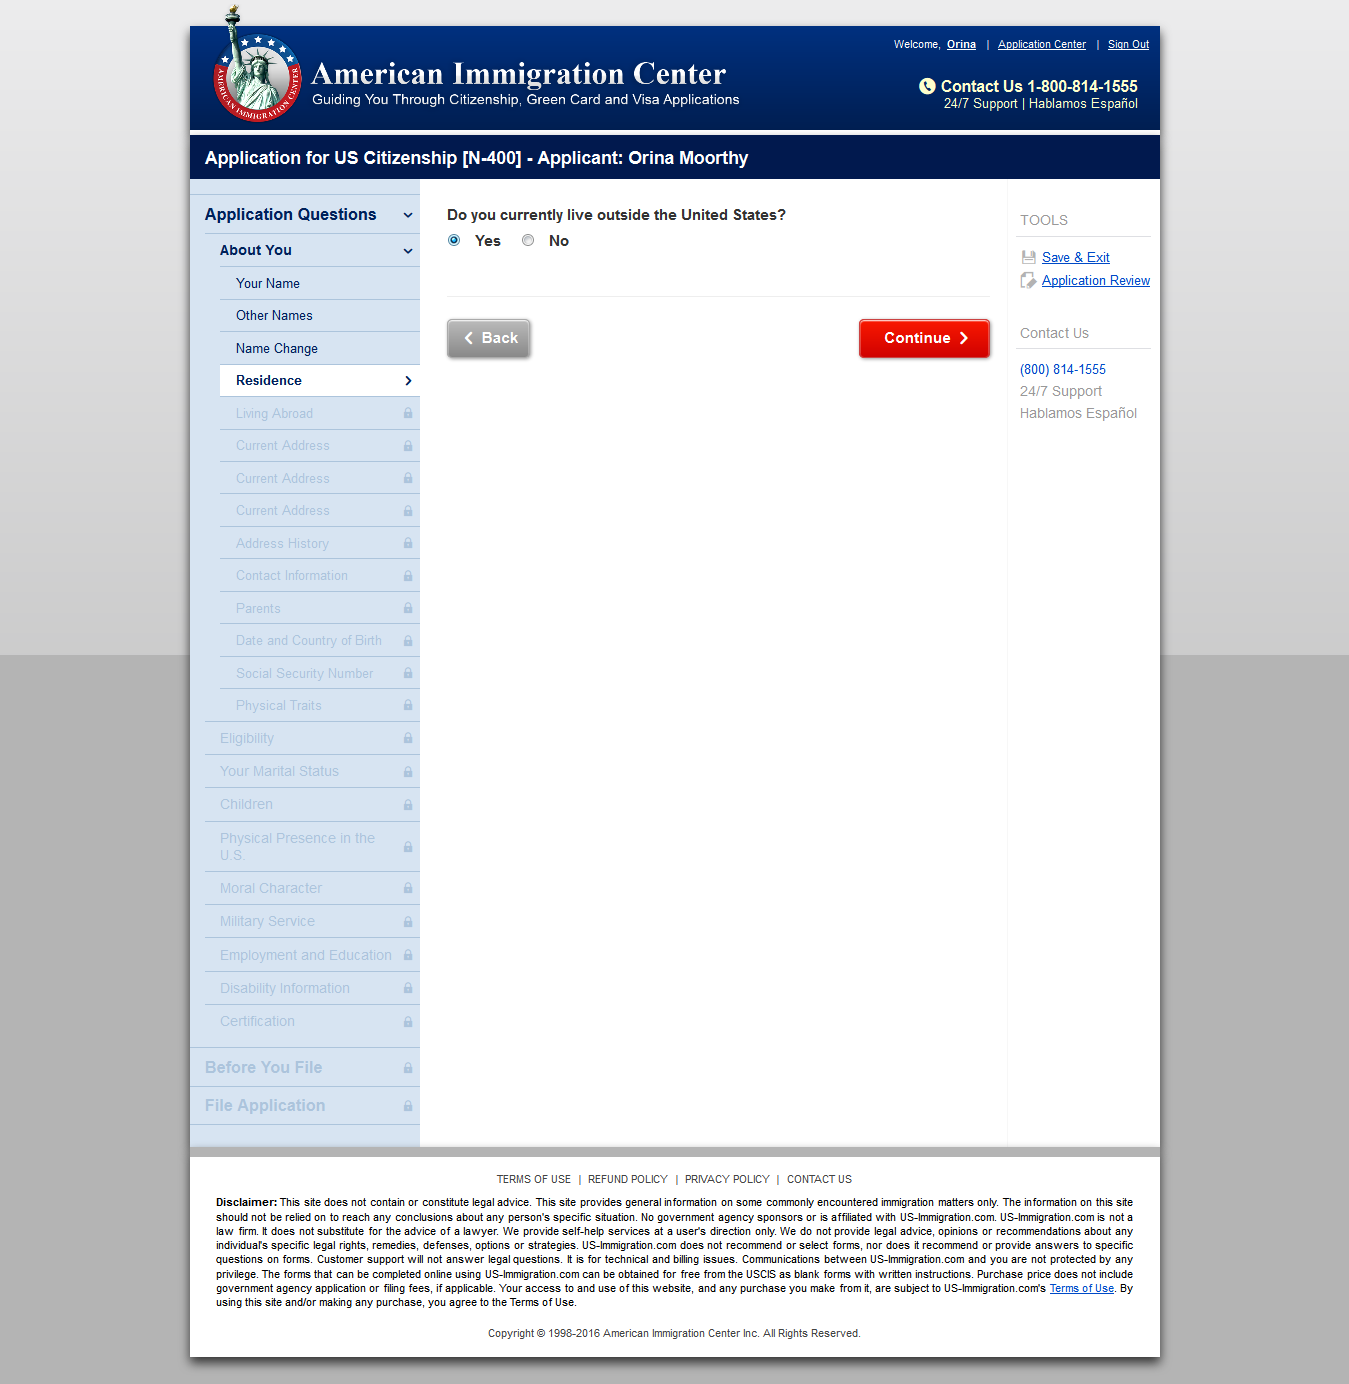 Welcome, Orina | Application Center | Sign Out
AMERICAN IMMIGRATION CENTER
American Immigration Center
Guiding You Through Citizenship, Green Card and Visa Applications
Contact Us 1-800-814-1555
24/7 Support | Hablamos Español
Application for US Citizenship [N-400] - Applicant: Orina Moorthy
Application Questions
About You
Your Name
Other Names
Name Change
Residence
Living Abroad
Current Address
Current Address
Current Address
Address History
Contact Information
Parents
Date and Country of Birth
Social Security Number
Physical Traits
Eligibility
Your Marital Status
Children
Physical Presence in the
U.S.
Moral Character
Military Service
Employment and Education
Disability Information
Certification
Before You File
File Application
Do you currently live outside the United States?
Yes No
Back
Continue
TOOLS
Save & Exit
Application Review
Contact Us
(800) 814-1555
24/7 Support
Hablamos Español
TERMS OF USE | REFUND POLICY | PRIVACY POLICY | CONTACT US
Disclaimer: This site does not contain or constitute legal advice. This site provides general information on some commonly encountered immigration matters only. The information on this site
should not be relied on to reach any conclusions about any person's specific situation. No government agency sponsors or is affiliated with US-Immigration.com. US-Immigration.com is not a
law firm. It does not substitute for the advice of a lawyer. We provide self-help services at a user's direction only. We do not provide legal advice, opinions or recommendations about any
individual's specific legal rights, remedies, defenses, options or strategies. US-Immigration.com does not recommend or select forms, nor does it recommend or provide answers to specific
questions on forms. Customer support will not answer legal questions. It is for technical and billing issues. Communications between US-Immigration.com and you are not protected by any
privilege. The forms that can be completed online using US-Immigration.com can be obtained for free from the USCIS as blank forms with written instructions. Purchase price does not include
government agency application or filing fees, if applicable. Your access to and use of this website, and any purchase you make from it, are subject to US-Immigration.com's Terms of Use. By
using this site and/or making any purchase, you agree to the Terms of Use.
Copyright © 1998-2016 American Immigration Center Inc. All Rights Reserved.